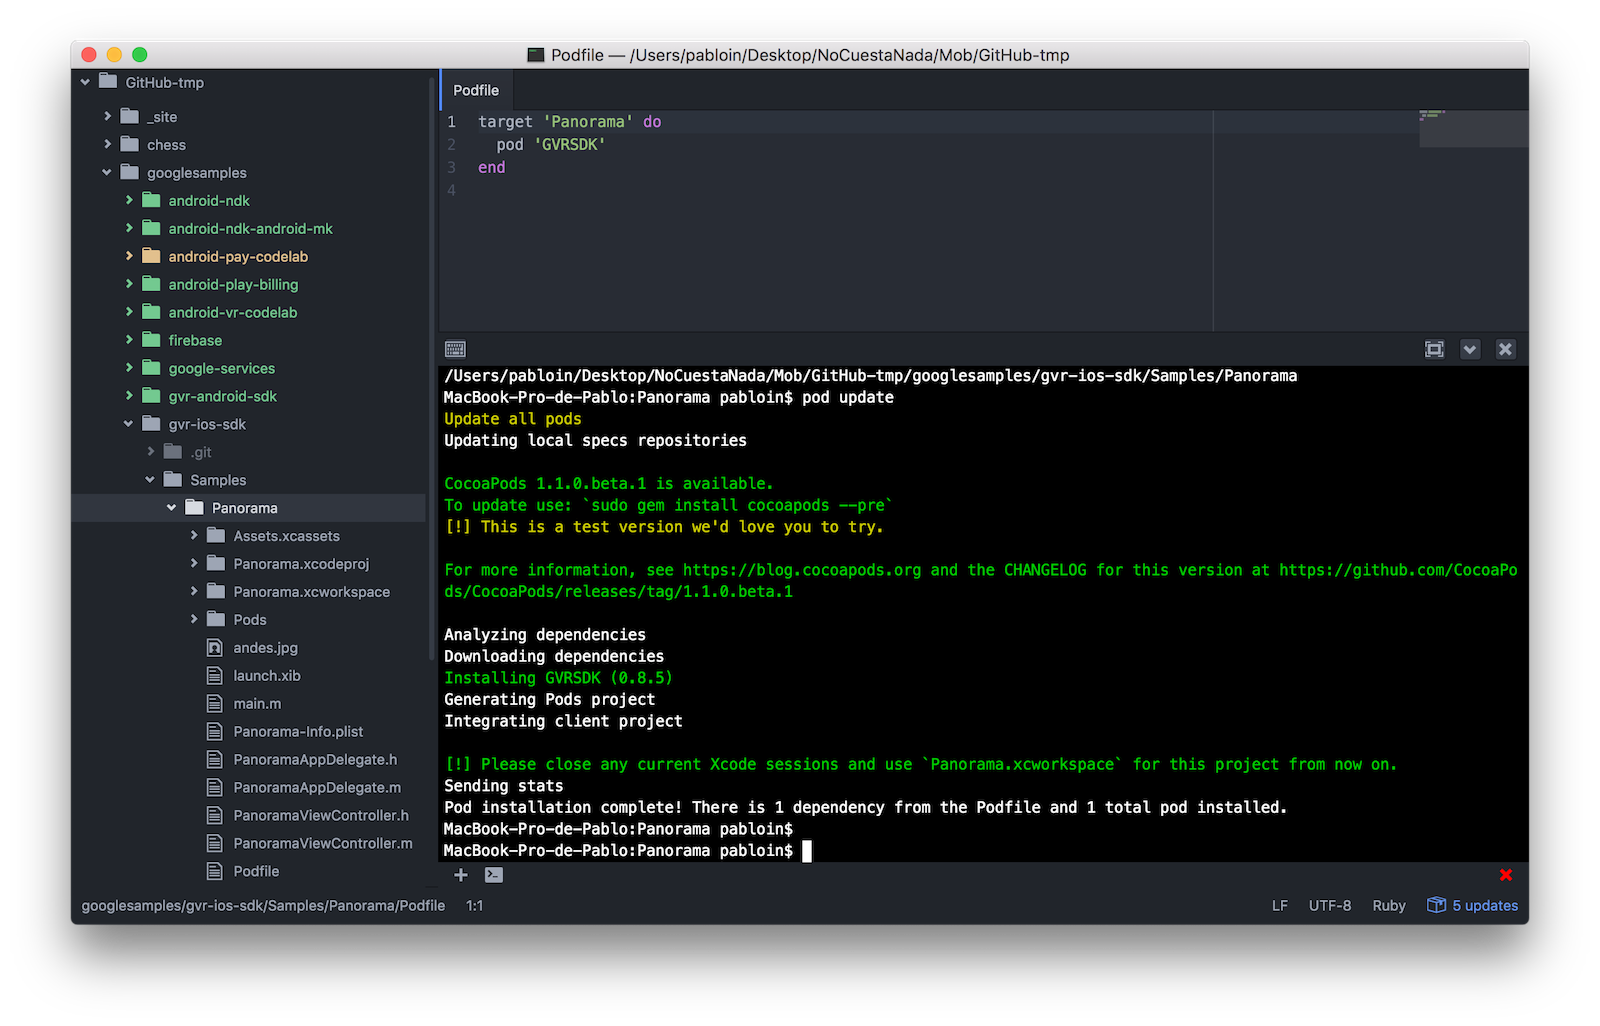 Podfile — /Users/pabloin/Desktop/NoCuestaNada/Mob/GitHub-tmp
GitHub-tmp
_site
chess
googlesamples
android-ndk
android-ndk-android-mk
android-pay-codelab
android-play-billing
android-vr-codelab
firebase
google-services
gvr-android-sdk
gvr-ios-sdk
.git
Samples
Panorama
Assets.xcassets
Panorama.xcodeproj
Panorama.xcworkspace
Pods
andes.jpg
launch.xib
main.m
Panorama-Info.plist
PanoramaAppDelegate.h
PanoramaAppDelegate.m
PanoramaViewController.h
PanoramaViewController.m
Podfile
Podfile
1 target 'Panorama' do
2 pod 'GVRSDK'
3 end
4
/Users/pabloin/Desktop/NoCuestaNada/Mob/GitHub-tmp/googlesamples/gvr-ios-sdk/Samples/Panorama
MacBook-Pro-de-Pablo:Panorama pabloin$ pod update
Update all pods
Updating local specs repositories
CocoaPods 1.1.0.beta.1 is available.
To update use: `sudo gem install cocoapods --pre`
[!] This is a test version we'd love you to try.
For more information, see https://blog.cocoapods.org and the CHANGELOG for this version at https://github.com/CocoaPo
ds/CocoaPods/releases/tag/1.1.0.beta.1
Analyzing dependencies
Downloading dependencies
Installing GVRSDK (0.8.5)
Generating Pods project
Integrating client project
[!] Please close any current Xcode sessions and use `Panorama.xcworkspace` for this project from now on.
Sending stats
Pod installation complete! There is 1 dependency from the Podfile and 1 total pod installed.
MacBook-Pro-de-Pablo:Panorama pabloin$
MacBook-Pro-de-Pablo:Panorama pabloin$
googlesamples/gvr-ios-sdk/Samples/Panorama/Podfile 1:1
LF UTF-8 Ruby 5 updates